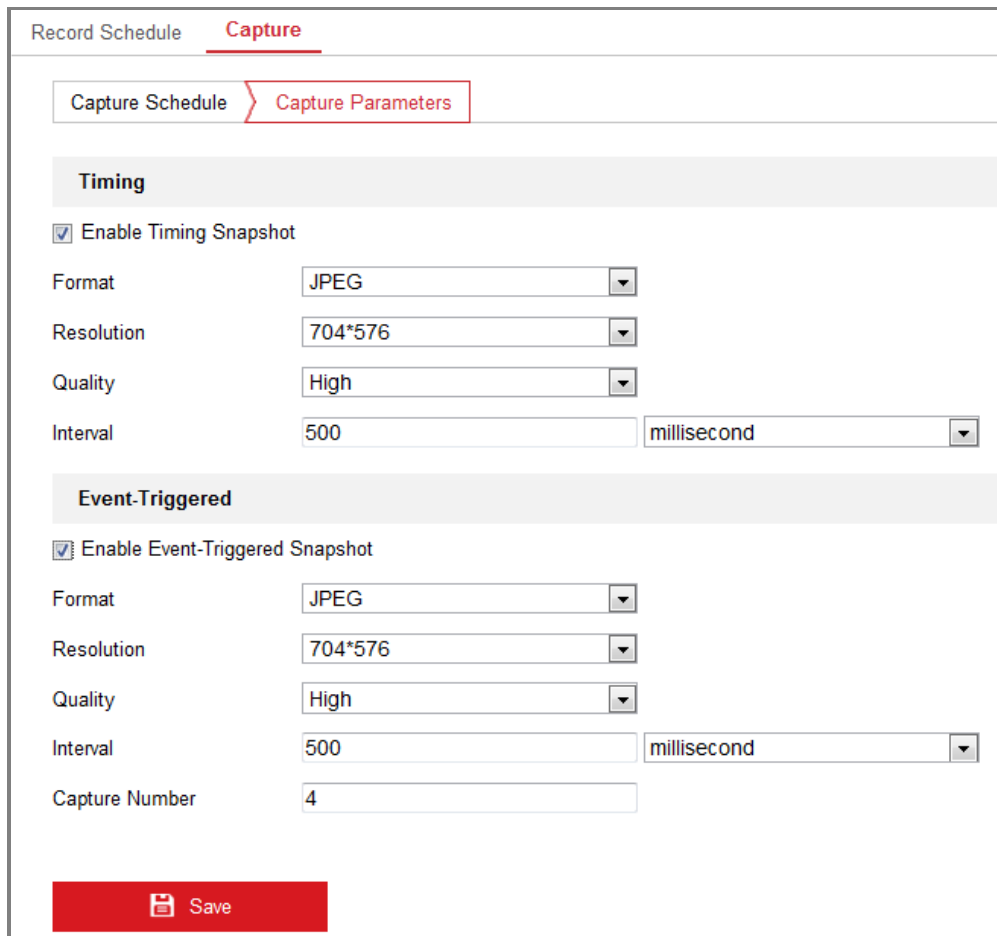 Record Schedule Capture
Capture Schedule Capture Parameters
Timing
Enable Timing Snapshot
Format JPEG
Resolution 704*576
Quality High
Interval 500 millisecond
Event-Triggered
Enable Event-Triggered Snapshot
Format JPEG
Resolution 704*576
Quality High
Interval 500 millisecond
Capture Number 4
Save